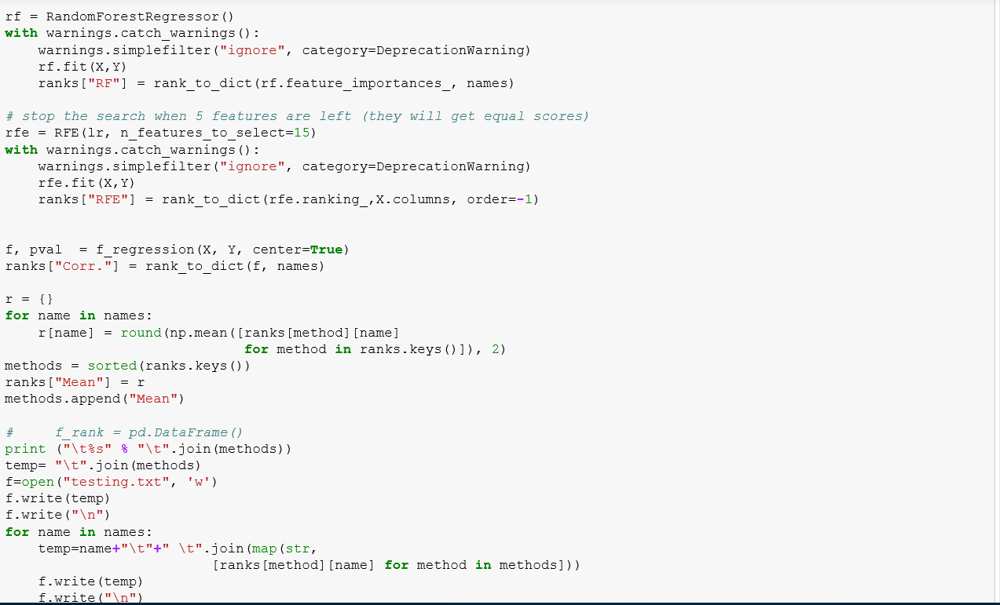 rf = RandomForestRegressor()
with warnings.catch_warnings():
    warnings.simplefilter("ignore", category=DeprecationWarning)
    rf.fit(X,Y)
    ranks["RF"] = rank_to_dict(rf.feature_importances_, names)

# stop the search when 5 features are left (they will get equal scores)
rfe = RFE(lr, n_features_to_select=15)
with warnings.catch_warnings():
    warnings.simplefilter("ignore", category=DeprecationWarning)
    rfe.fit(X,Y)
    ranks["RFE"] = rank_to_dict(rfe.ranking_,X.columns, order=-1)


f, pval  = f_regression(X, Y, center=True)
ranks["Corr."] = rank_to_dict(f, names)

r = {}
for name in names:
    r[name] = round(np.mean([ranks[method][name]
                             for method in ranks.keys()]), 2)
methods = sorted(ranks.keys())
ranks["Mean"] = r
methods.append("Mean")

#     f_rank = pd.DataFrame()
print ("\t%s" % "\t".join(methods))
temp= "\t".join(methods)
f=open("testing.txt", 'w')
f.write(temp)
f.write("\n")
for name in names:
    temp=name+"\t"+" \t".join(map(str,
                         [ranks[method][name] for method in methods]))
    f.write(temp)
    f.write("\n")